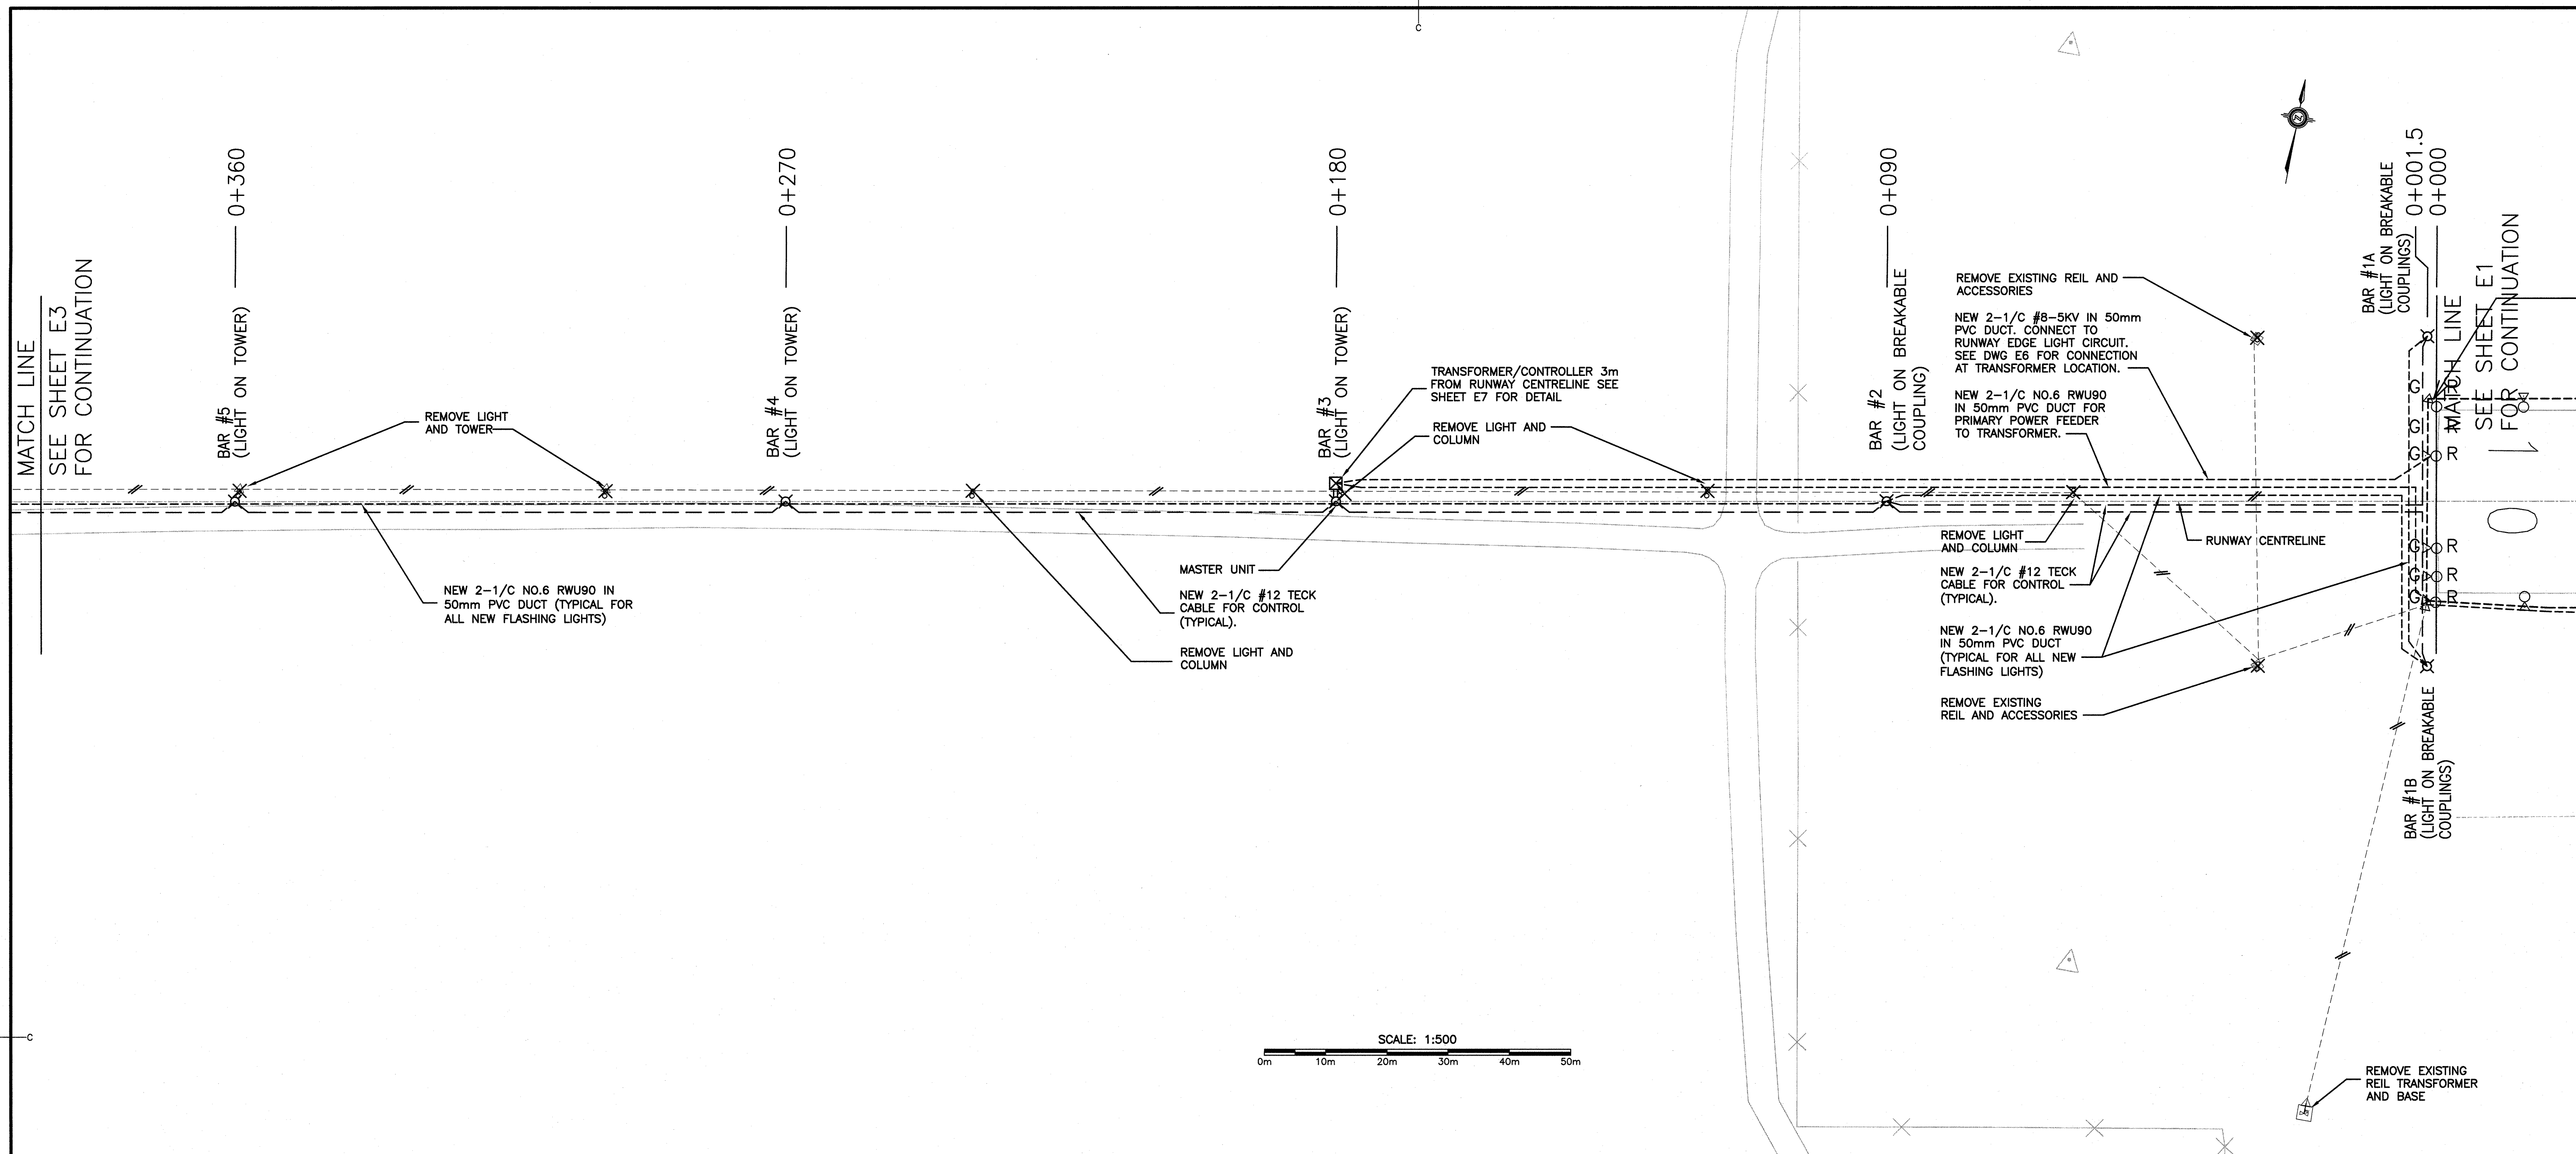 C
MATCH LINE
SEE SHEET E3
FOR CONTINUATION
0+360
BAR #5
(LIGHT ON TOWER)
REMOVE LIGHT
AND TOWER
NEW 2-1/C NO.6 RWU90 IN
50mm PVC DUCT (TYPICAL FOR
ALL NEW FLASHING LIGHTS)
0+270
BAR #4
(LIGHT ON TOWER)
0+180
BAR #3
(LIGHT ON TOWER)
TRANSFORMER/CONTROLLER 3m
FROM RUNWAY CENTRELINE SEE
SHEET E7 FOR DETAIL
REMOVE LIGHT AND
COLUMN
MASTER UNIT
NEW 2-1/C #12 TECK
CABLE FOR CONTROL
(TYPICAL).
REMOVE LIGHT AND
COLUMN
0+090
BAR #2
(LIGHT ON BREAKABLE
COUPLING)
REMOVE EXISTING REIL AND
ACCESSORIES
NEW 2-1/C #8-5KV IN 50mm
PVC DUCT. CONNECT TO
RUNWAY EDGE LIGHT CIRCUIT.
SEE DWG E6 FOR CONNECTION
AT TRANSFORMER LOCATION.
NEW 2-1/C NO.6 RWU90
IN 50mm PVC DUCT FOR
PRIMARY POWER FEEDER
TO TRANSFORMER.
REMOVE LIGHT
AND COLUMN
RUNWAY CENTRELINE
NEW 2-1/C #12 TECK
CABLE FOR CONTROL
(TYPICAL).
NEW 2-1/C NO.6 RWU90
IN 50mm PVC DUCT
(TYPICAL FOR ALL NEW
FLASHING LIGHTS)
REMOVE EXISTING
REIL AND ACCESSORIES
BAR #1A
(LIGHT ON BREAKABLE
COUPLINGS)
0+001.5
0+000
MATCH LINE
SEE SHEET E1
FOR CONTINUATION
G R
G R
G R
G R
G R
G R
01
BAR #1B
(LIGHT ON BREAKABLE
COUPLINGS)
C
SCALE: 1:500
0m 10m 20m 30m 40m 50m
REMOVE EXISTING
REIL TRANSFORMER
AND BASE